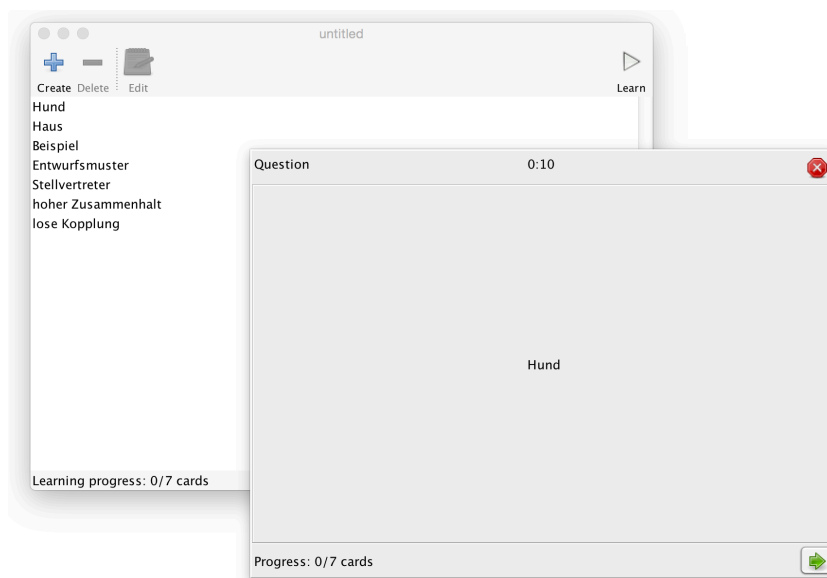 untitled
Create Delete Edit Learn
Hund
Haus
Beispiel
Entwurfsmuster
Stellvertreter
hoher Zusammenhalt
lose Kopplung
Learning progress: 0/7 cards
Question 0:10
Hund
Progress: 0/7 cards